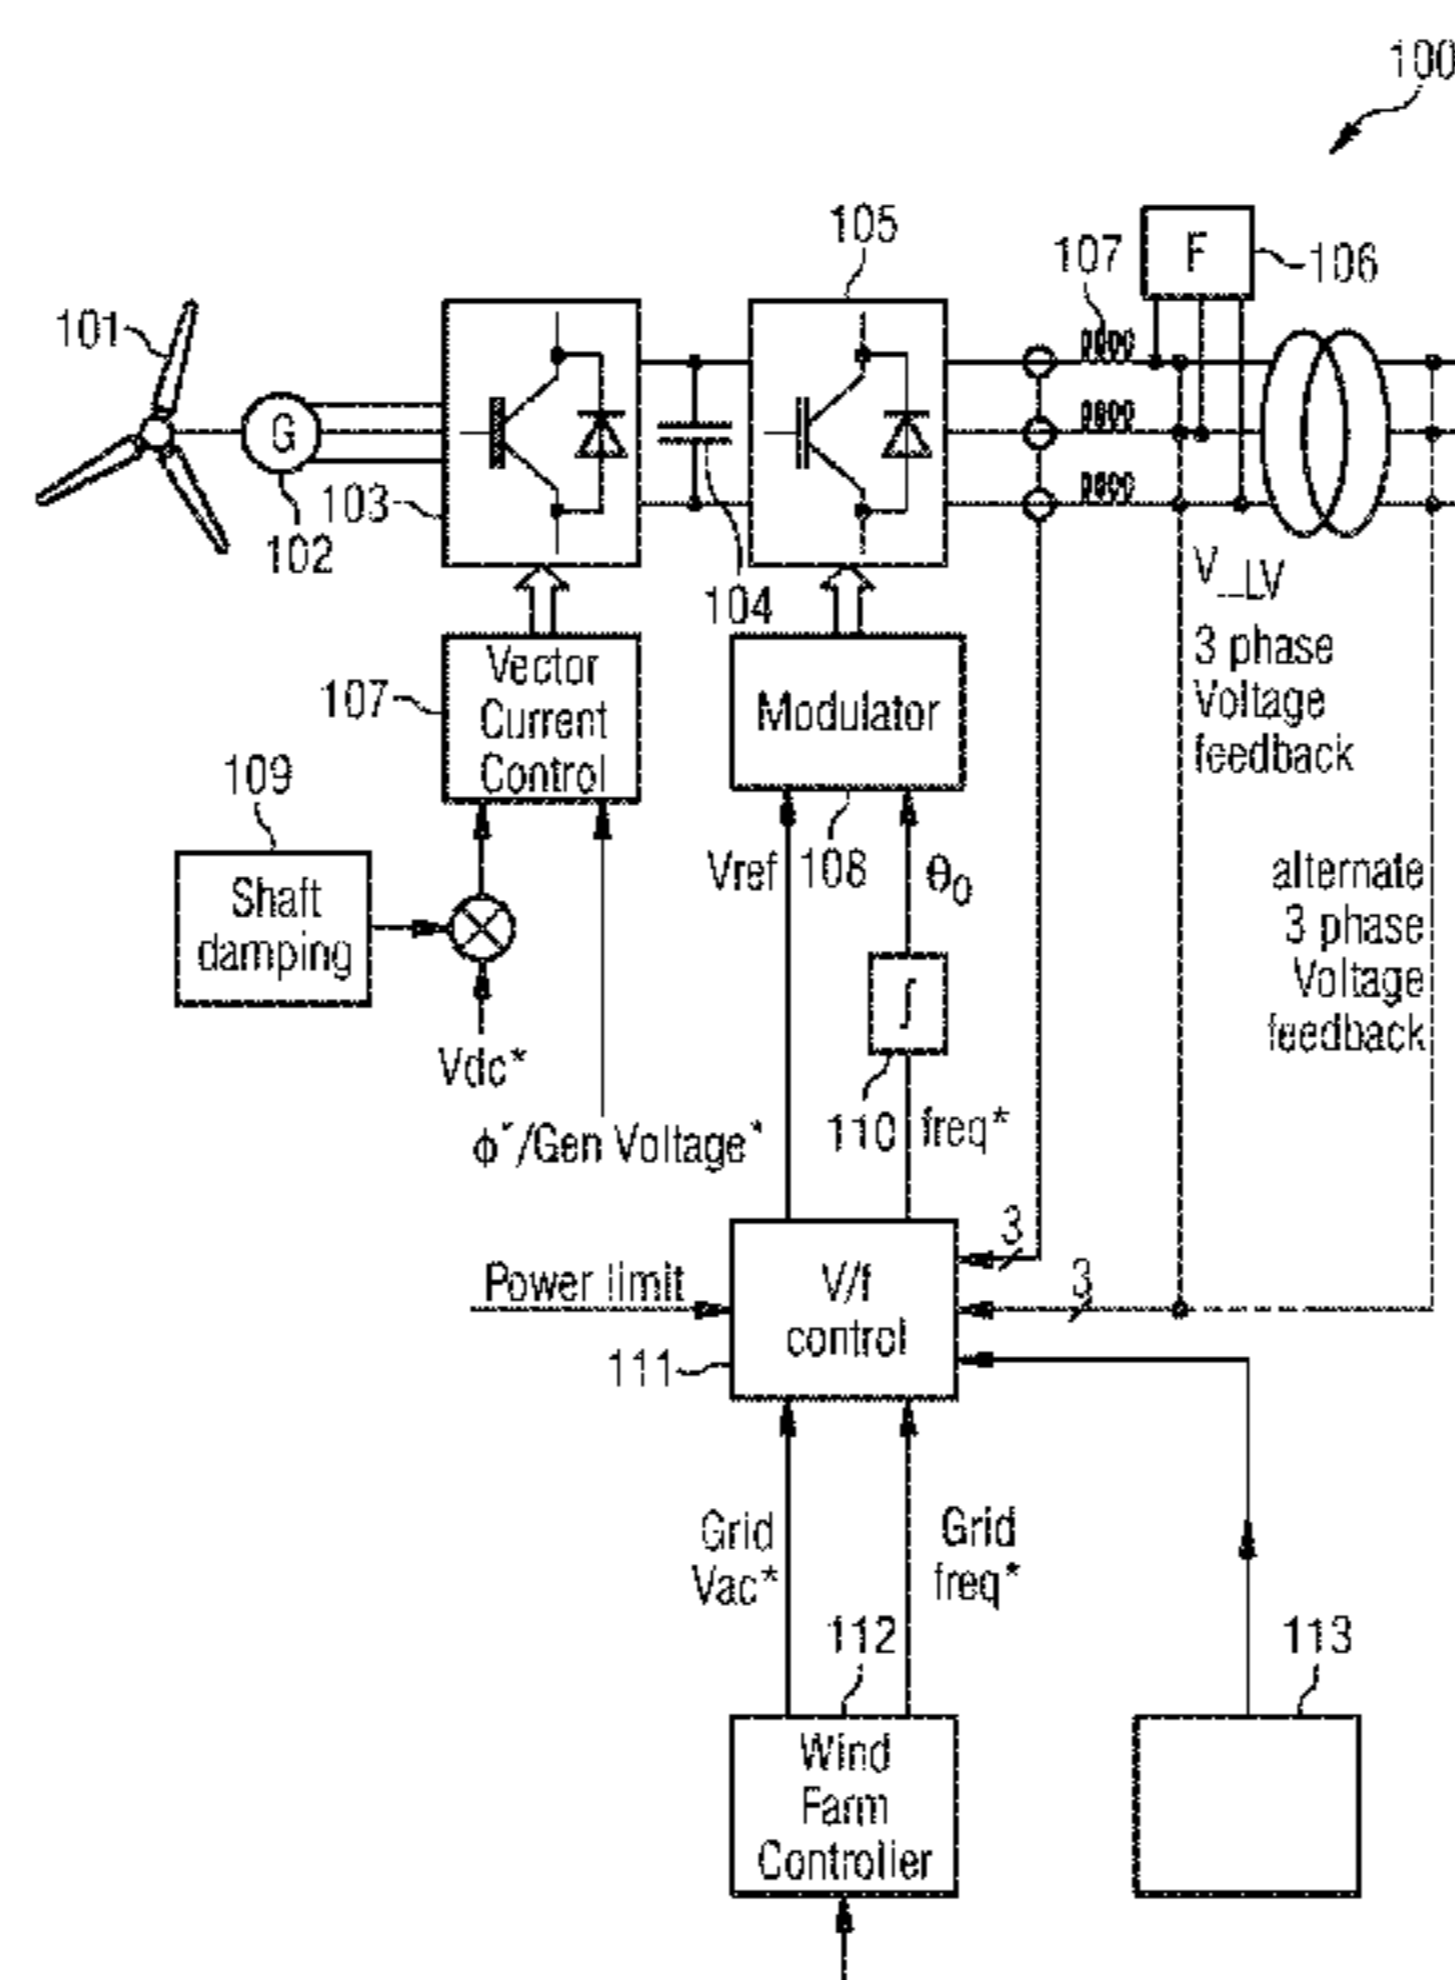 100
105
107
F
106
101
G
103
102
104
V_LV
3 phase
Voltage
feedback
Vector
Current
Control
107
Modulator
109
Vref
108
θ0
alternate
3 phase
Voltage
feedback
Shaft
damping
∫
Vdc*
110
freq*
ϕ*/Gen Voltage*
3
Power limit
V/f
control
3
111
Grid
Vac*
Grid
freq*
112
113
Wind
Farm
Controller